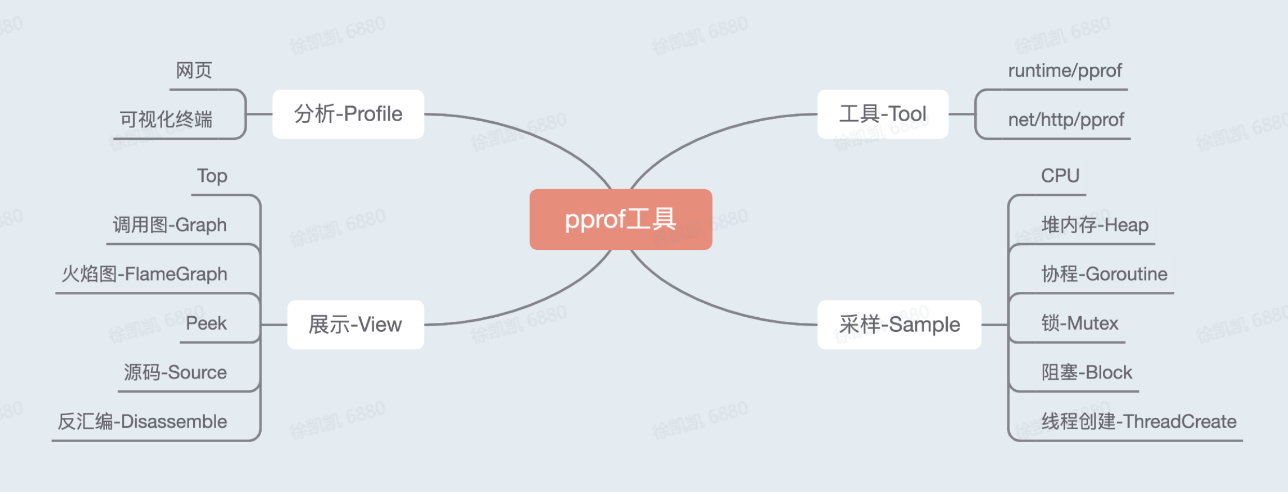 pprof工具
分析-Profile
网页
可视化终端
展示-View
Top
调用图-Graph
火焰图-FlameGraph
Peek
源码-Source
反汇编-Disassemble
工具-Tool
runtime/pprof
net/http/pprof
采样-Sample
CPU
堆内存-Heap
协程-Goroutine
锁-Mutex
阻塞-Block
线程创建-ThreadCreate
徐凯凯 6880